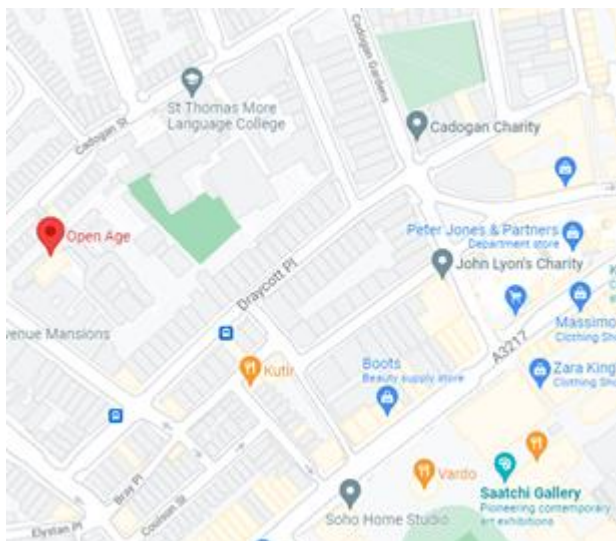 Cadogan Gardens
St Thomas More
Language College
Cadogan St
Cadogan Charity
Open Age
Peter Jones & Partners
Department store
John Lyon's Charity
Draycott Pl
venue Mansions
Massimo
Clothing Sho
A3217
Kutir
Boots
Beauty supply store
Zara King
Clothing Sh
Bray Pl
Coulson St
Vardo
Saatchi Gallery
Pioneering contemporary
art exhibitions
Soho Home Studio
Elystan Pl